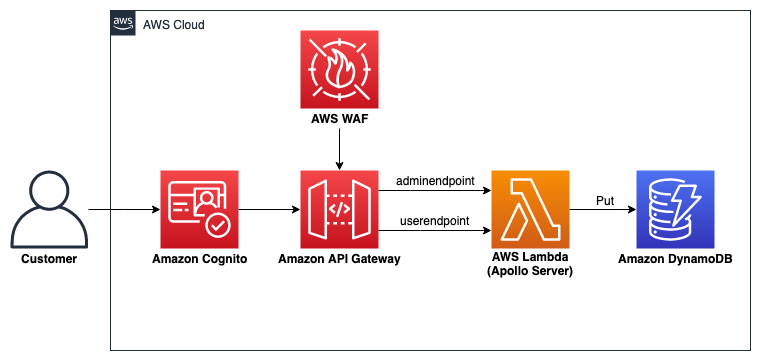 aws
AWS Cloud
AWS WAF
adminendpoint
userendpoint
Put
Customer
Amazon Cognito
Amazon API Gateway
AWS Lambda
(Apollo Server)
Amazon DynamoDB